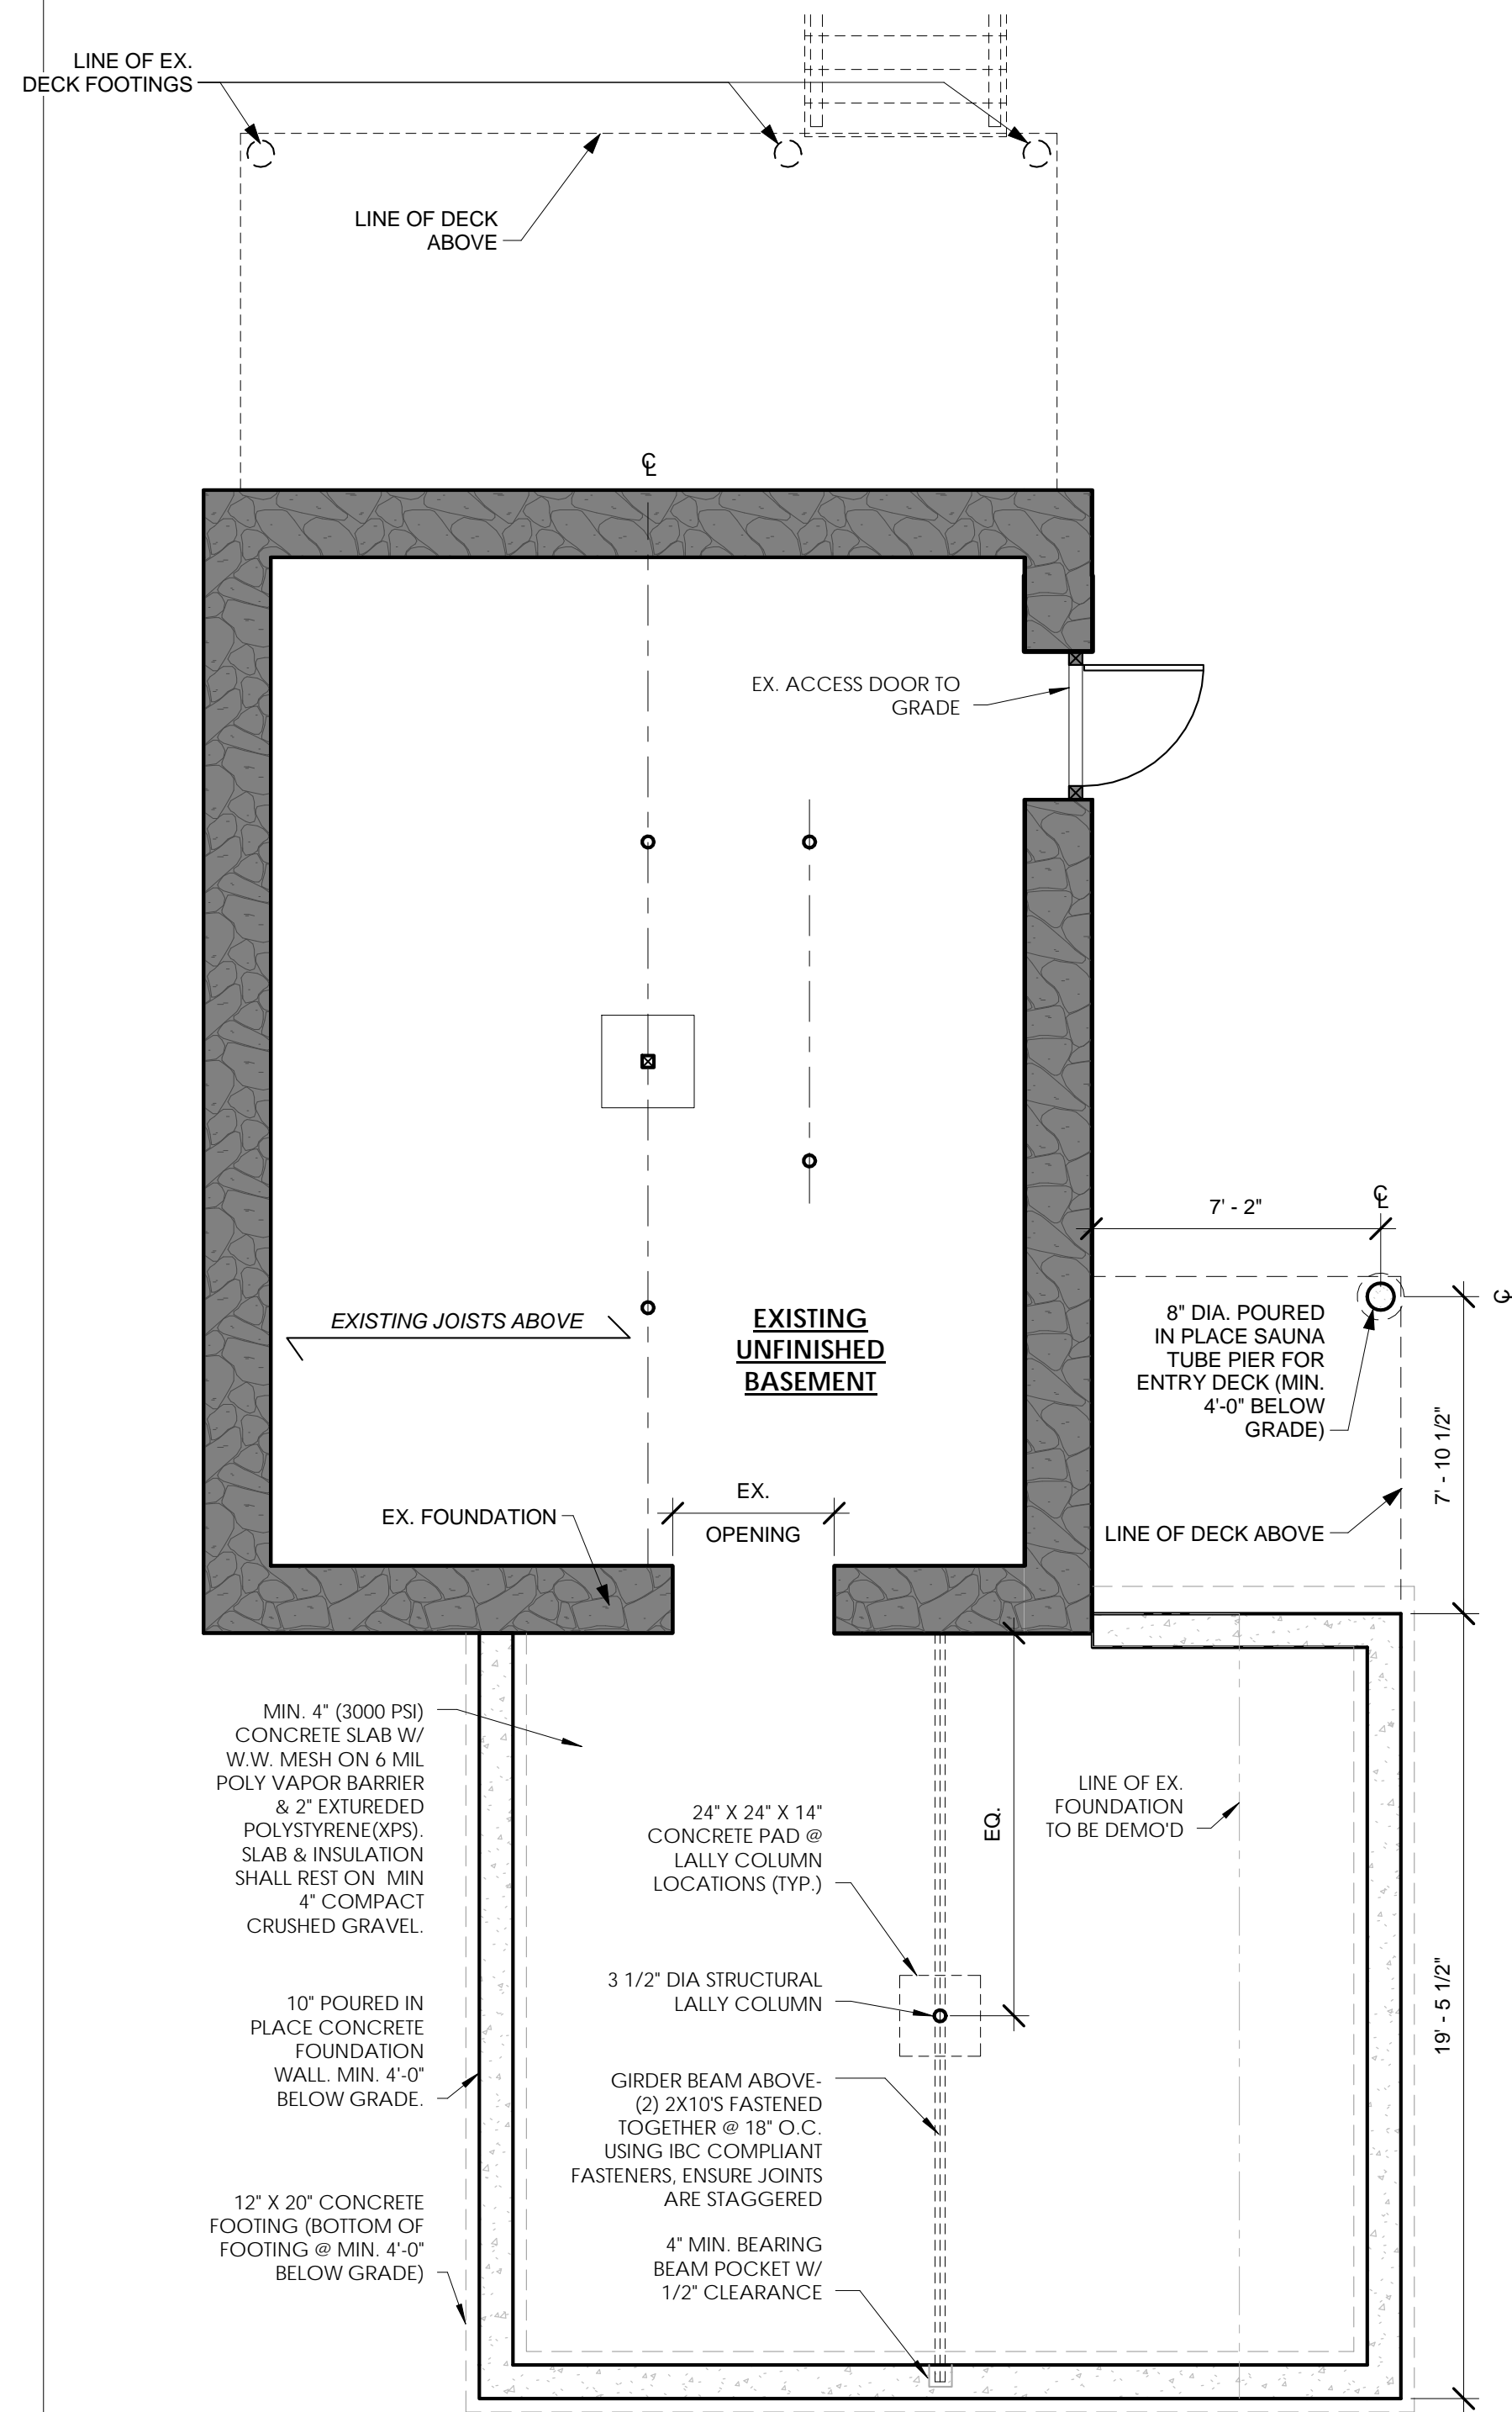 LINE OF EX.
DECK FOOTINGS
LINE OF DECK
ABOVE
℄
EX. ACCESS DOOR TO
GRADE
7' - 2"
℄
℄
EXISTING JOISTS ABOVE
EXISTING
UNFINISHED
BASEMENT
8" DIA. POURED
IN PLACE SAUNA
TUBE PIER FOR
ENTRY DECK (MIN.
4'-0" BELOW
GRADE)
7' - 10 1/2"
EX. FOUNDATION
EX.
OPENING
LINE OF DECK ABOVE
MIN. 4" (3000 PSI)
CONCRETE SLAB W/
W.W. MESH ON 6 MIL
POLY VAPOR BARRIER
& 2" EXTUREDED
POLYSTYRENE(XPS).
SLAB & INSULATION
SHALL REST ON MIN
4" COMPACT
CRUSHED GRAVEL.
24" X 24" X 14"
CONCRETE PAD @
LALLY COLUMN
LOCATIONS (TYP.)
EQ.
LINE OF EX.
FOUNDATION
TO BE DEMO'D
3 1/2" DIA STRUCTURAL
LALLY COLUMN
10" POURED IN
PLACE CONCRETE
FOUNDATION
WALL. MIN. 4'-0"
BELOW GRADE.
19' - 5 1/2"
GIRDER BEAM ABOVE-
(2) 2X10'S FASTENED
TOGETHER @ 18" O.C.
USING IBC COMPLIANT
FASTENERS, ENSURE JOINTS
ARE STAGGERED
12" X 20" CONCRETE
FOOTING (BOTTOM OF
FOOTING @ MIN. 4'-0"
BELOW GRADE)
4" MIN. BEARING
BEAM POCKET W/
1/2" CLEARANCE